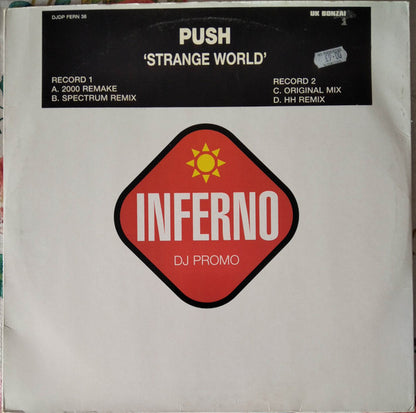 DJDP FERN 38
UK BONZAI
PUSH
'STRANGE WORLD'
RECORD 1
A. 2000 REMAKE
B. SPECTRUM REMIX
RECORD 2
C. ORIGINAL MIX
D. HH REMIX
INFERNO
DJ PROMO